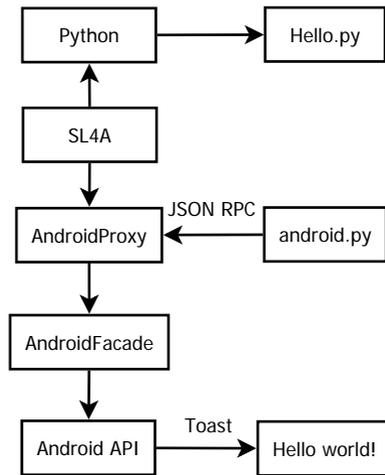 Python
Hello.py
SL4A
JSON RPC
AndroidProxy
android.py
AndroidFacade
Toast
Android API
Hello world!